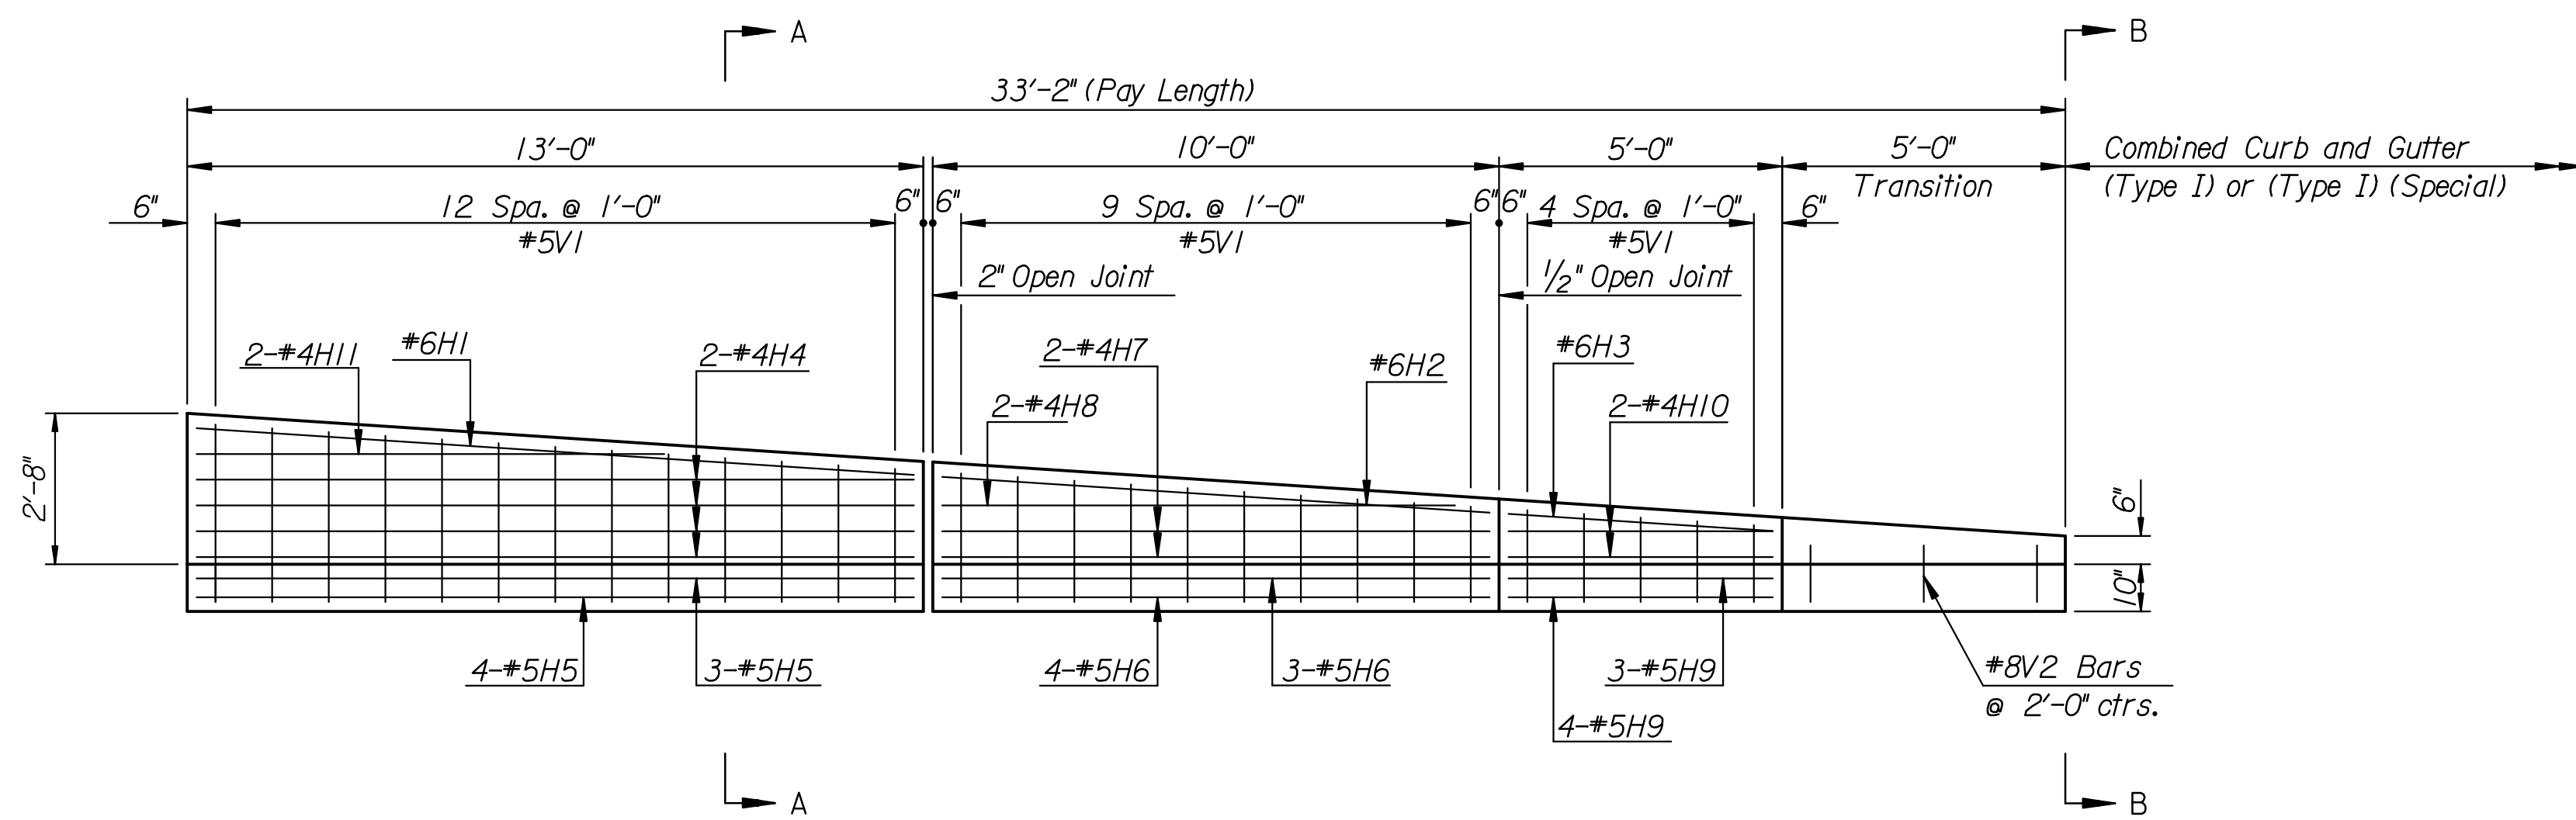 A
B
33'-2" (Pay Length)
13'-0"
10'-0"
5'-0"
5'-0"
Combined Curb and Gutter
Transition
(Type I) or (Type I) (Special)
6"
12 Spa. @ 1'-0"
6"
6"
9 Spa. @ 1'-0"
6"
6"
4 Spa. @ 1'-0"
6"
#5V1
#5V1
#5V1
2" Open Joint
1/2" Open Joint
2-#4H11
#6H1
2-#4H4
2-#4H7
#6H2
#6H3
2-#4H8
2-#4H10
2'-8"
6"
10"
4-#5H5
3-#5H5
4-#5H6
3-#5H6
3-#5H9
#8V2 Bars
@ 2'-0" ctrs.
4-#5H9
A
B